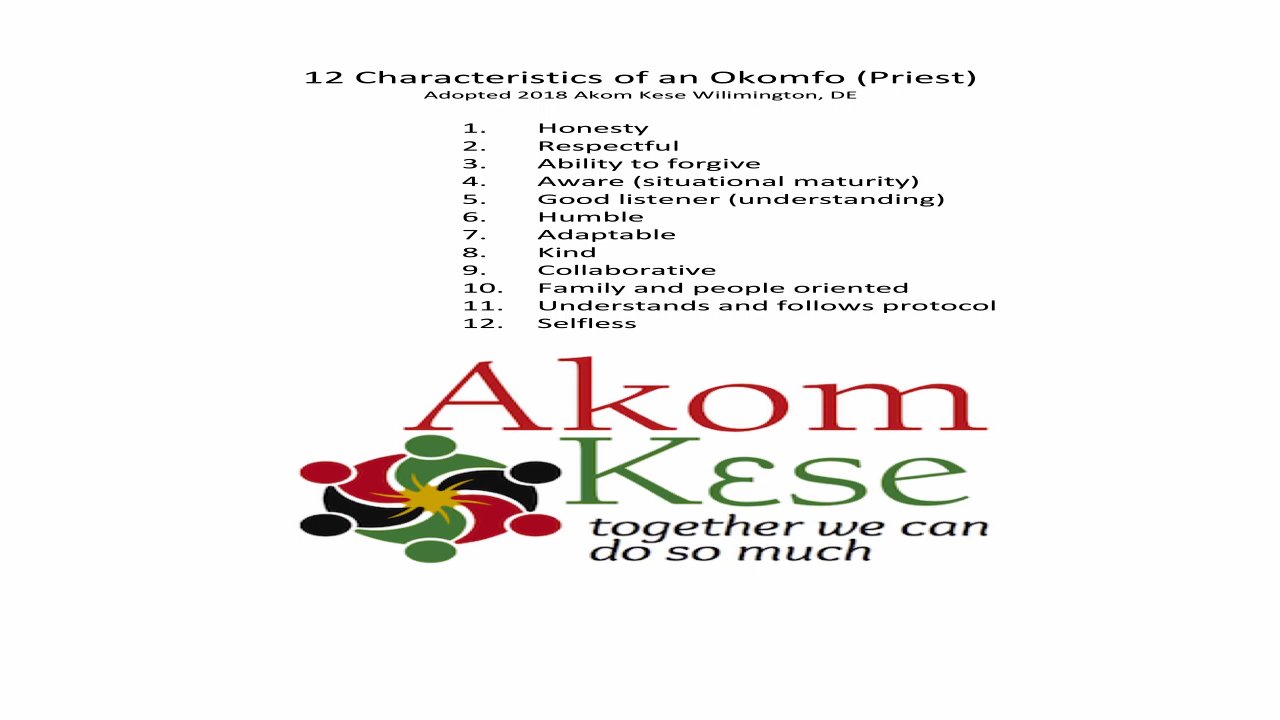 12 Characteristics of an Okomfo (Priest)
Adopted 2018 Akom Kese Wilimington, DE
1. Honesty
2. Respectful
3. Ability to forgive
4. Aware (situational maturity)
5. Good listener (understanding)
6. Humble
7. Adaptable
8. Kind
9. Collaborative
10. Family and people oriented
11. Understands and follows protocol
12. Selfless
Akom
Kɛse
together we can
do so much